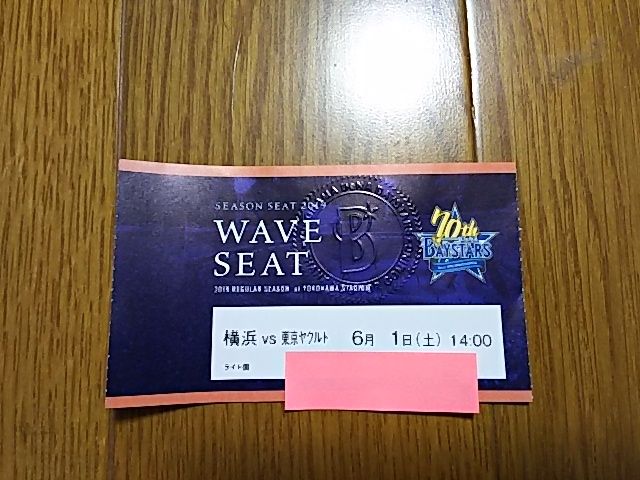 SEASON SEAT 2019
WAVE
SEAT
2019 REGULAR SEASON at YOKOHAMA STADIUM
70th
BAYSTARS
横浜 vs 東京ヤクルト 6月 1日(土) 14:00
ライト側